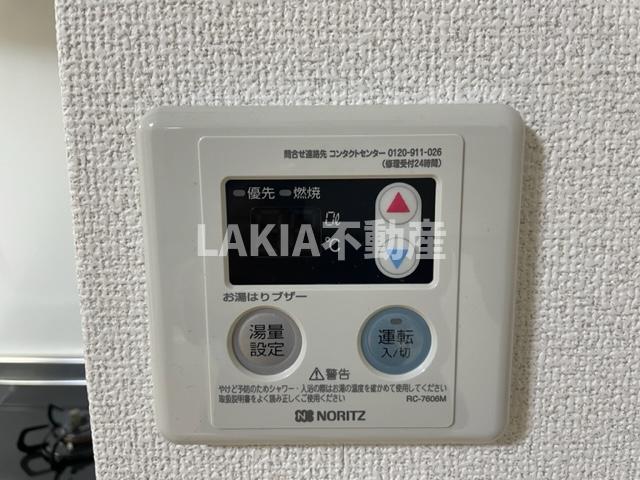 問合せ連絡先 コンタクトセンター 0120-911-026
(修理受付24時間)
優先 燃焼
0ℓ
℃
LAKIA不動産
お湯はりブザー
湯量
設定
運転
入/切
⚠警告
やけど予防のためシャワー・入浴の際はお湯の温度を確かめて使用してください
取扱説明書をよく読み正しくご使用ください
RC-7606M
NORITZ